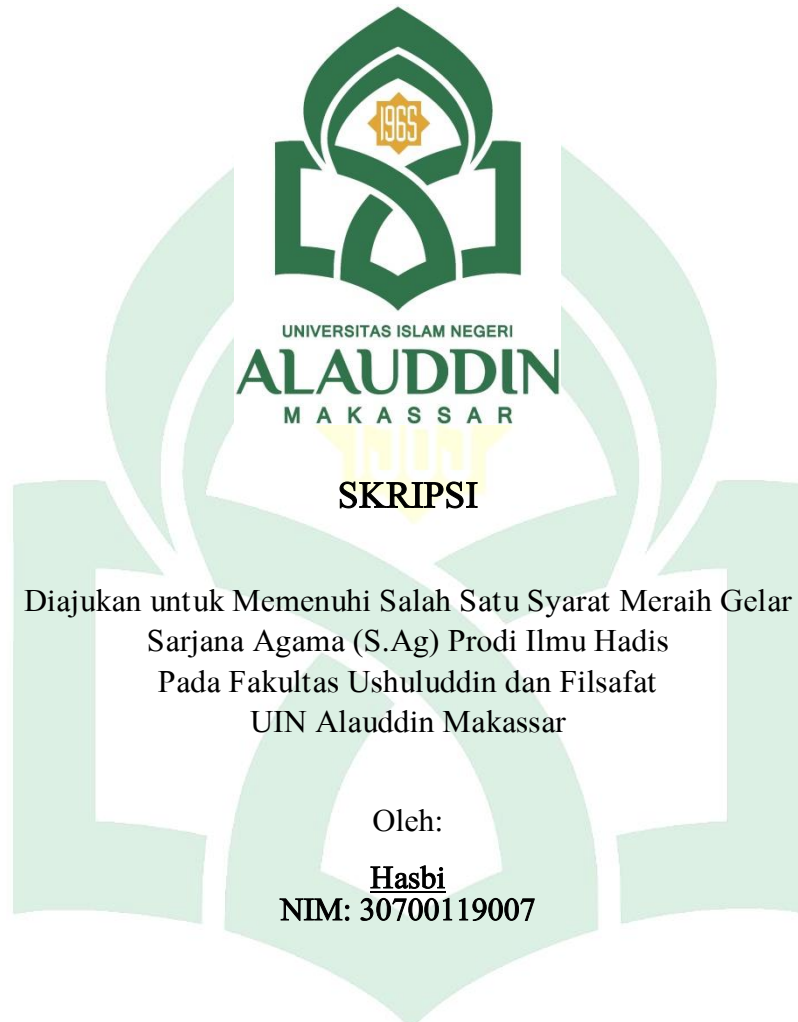 1965
UNIVERSITAS ISLAM NEGERI
ALAUDDIN
MAKASSAR
SKRIPSI
Diajukan untuk Memenuhi Salah Satu Syarat Meraih Gelar
Sarjana Agama (S.Ag) Prodi Ilmu Hadis
Pada Fakultas Ushuluddin dan Filsafat
UIN Alauddin Makassar
Oleh:
Hasbi
NIM: 30700119007